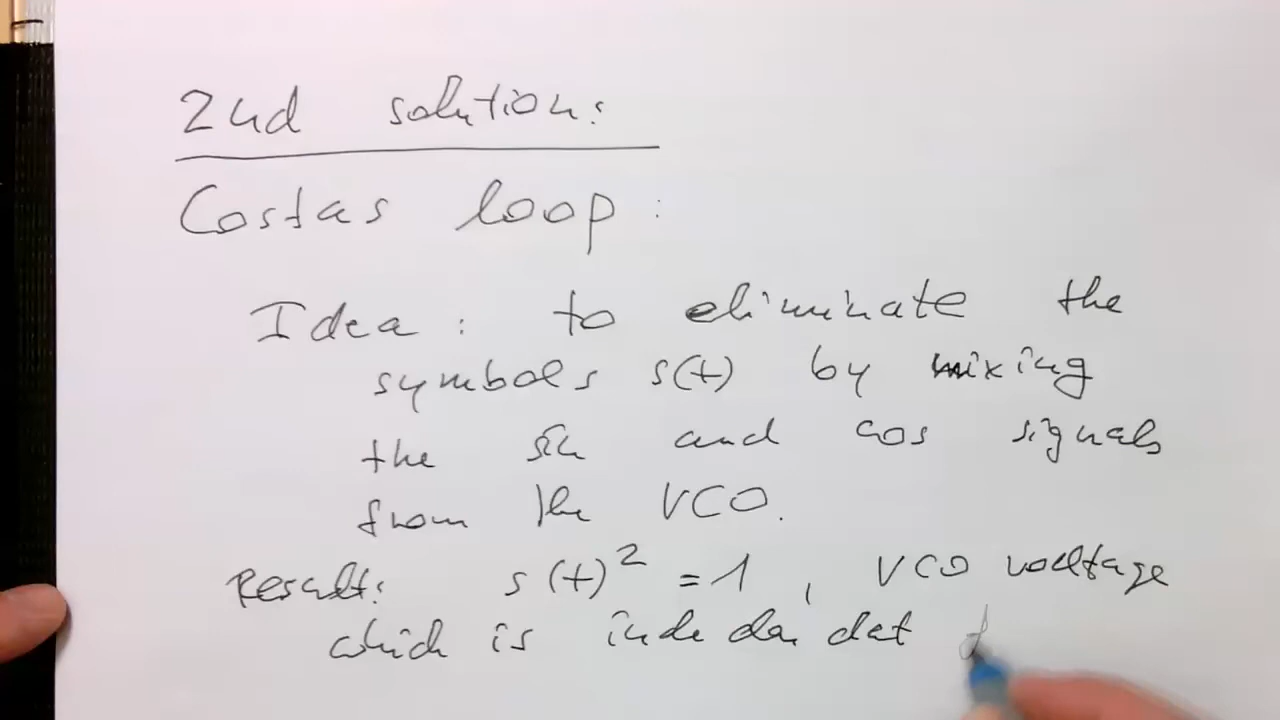 2nd solution:
Costas loop:
Idea: to eliminate the
symbols s(t) by mixing
the sin and cos signals
from the VCO.
Result: s(t)² = 1, VCO voltage
which is